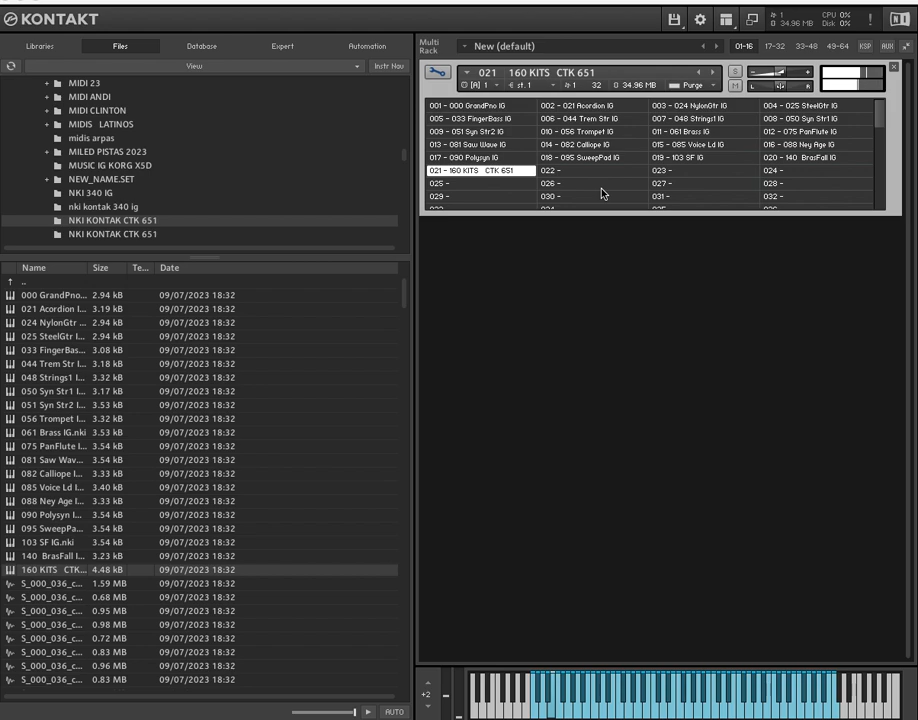 KONTAKT
1
34.96 MB
CPU 0%
Disk 0%
!
Libraries Files Database Expert Automation
View Instr Nav
Multi Rack
New (default)
01-16 17-32 33-48 49-64 KSP AUX
MIDI 23
MIDI ANDI
MIDI CLINTON
MIDIS LATINOS
midis arpas
MILED PISTAS 2023
MUSIC IG KORG X5D
NEW_NAME.SET
NKI 340 IG
nki kontak 340 ig
NKI KONTAK CTK 651
NKI KONTAK CTK 651
021 160 KITS CTK 651
[A] 1 st.1 1 32 34.96 MB Purge
S
M
L R
001 - 000 GrandPno IG 002 - 021 Acordion IG 003 - 024 NylonGtr IG 004 - 025 SteelGtr IG
005 - 033 FingerBass IG 006 - 044 Trem Str IG 007 - 048 Strings1 IG 008 - 050 Syn Str1 IG
009 - 051 Syn Str2 IG 010 - 056 Trompet IG 011 - 061 Brass IG 012 - 075 PanFlute IG
013 - 081 Saw Wave IG 014 - 082 Calliope IG 015 - 085 Voice Ld IG 016 - 088 Ney Age IG
017 - 090 Polysyn IG 018 - 095 SweepPad IG 019 - 103 SF IG 020 - 140 BrasFall IG
021 - 160 KITS CTK 651 022 - 023 - 024 -
025 - 026 - 027 - 028 -
029 - 030 - 031 - 032 -
Name Size Te... Date
..
000 GrandPno... 2.94 kB 09/07/2023 18:32
021 Acordion I... 3.19 kB 09/07/2023 18:32
024 NylonGtr ... 2.94 kB 09/07/2023 18:32
025 SteelGtr I... 2.94 kB 09/07/2023 18:32
033 FingerBas... 3.08 kB 09/07/2023 18:32
044 Trem Str I... 3.18 kB 09/07/2023 18:32
048 Strings1 I... 3.32 kB 09/07/2023 18:32
050 Syn Str1 I... 3.17 kB 09/07/2023 18:32
051 Syn Str2 I... 3.53 kB 09/07/2023 18:32
056 Trompet I... 3.32 kB 09/07/2023 18:32
061 Brass IG.nki 3.53 kB 09/07/2023 18:32
075 PanFlute I... 3.54 kB 09/07/2023 18:32
081 Saw Wav... 3.54 kB 09/07/2023 18:32
082 Calliope I... 3.33 kB 09/07/2023 18:32
085 Voice Ld I... 3.40 kB 09/07/2023 18:32
088 Ney Age I... 3.33 kB 09/07/2023 18:32
090 Polysyn I... 3.54 kB 09/07/2023 18:32
095 SweepPa... 3.54 kB 09/07/2023 18:32
103 SF IG.nki 3.54 kB 09/07/2023 18:32
140 BrasFall I... 3.23 kB 09/07/2023 18:32
160 KITS CTK... 4.48 kB 09/07/2023 18:32
S_000_036_c... 1.59 MB 09/07/2023 18:32
S_000_036_c... 0.68 MB 09/07/2023 18:32
S_000_036_c... 0.95 MB 09/07/2023 18:32
S_000_036_c... 0.98 MB 09/07/2023 18:32
S_000_036_c... 0.72 MB 09/07/2023 18:32
S_000_036_c... 0.83 MB 09/07/2023 18:32
S_000_036_c... 0.96 MB 09/07/2023 18:32
S_000_036_c... 0.83 MB 09/07/2023 18:32
AUTO
+2